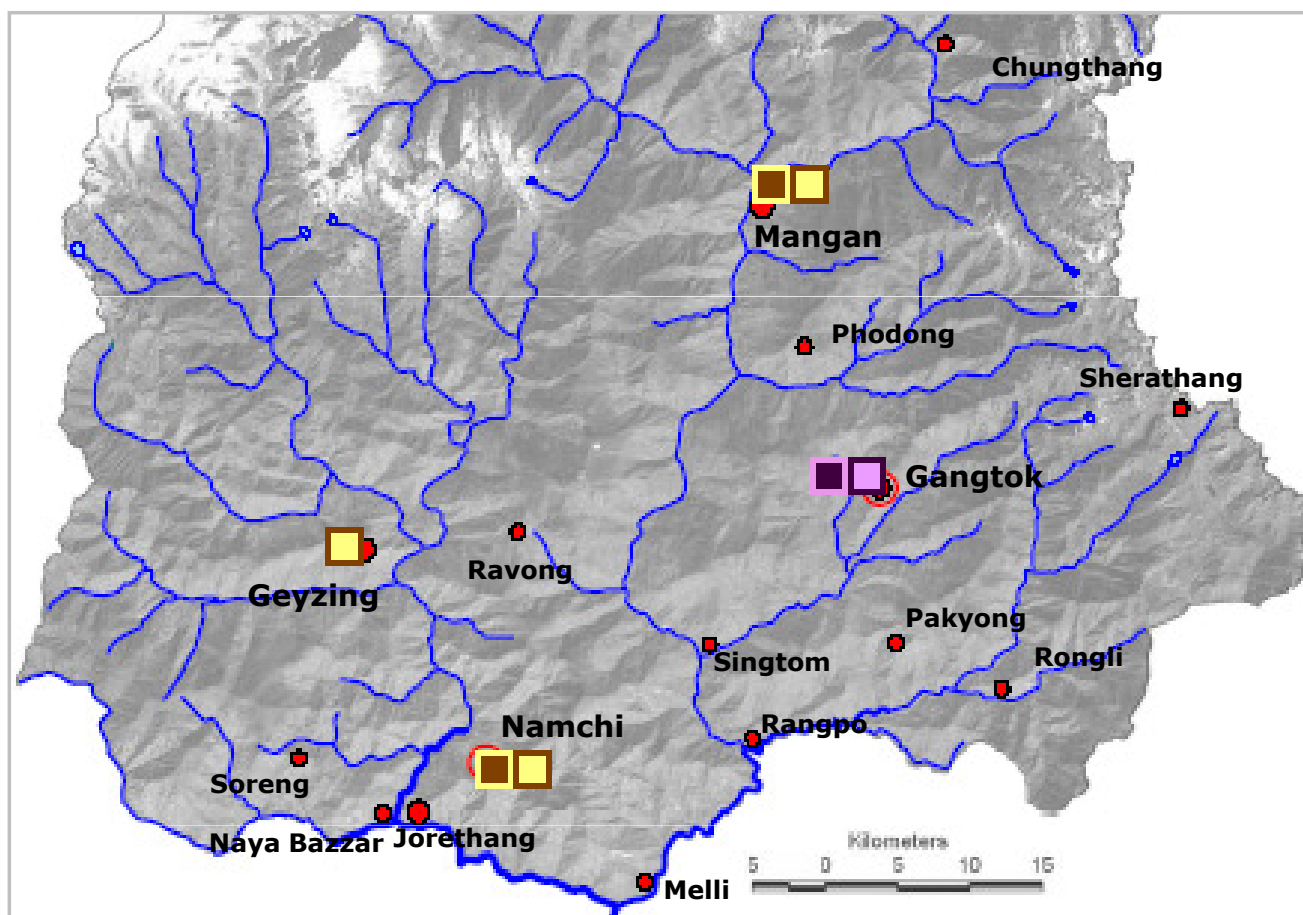 Chungthang
Mangan
Phodong
Sherathang
Gangtok
Ravong
Geyzing
Pakyong
Singtom
Rongli
Namchi
Rangpo
Soreng
Naya Bazzar
Jorethang
Kilometers
5 0 5 10 15
Melli